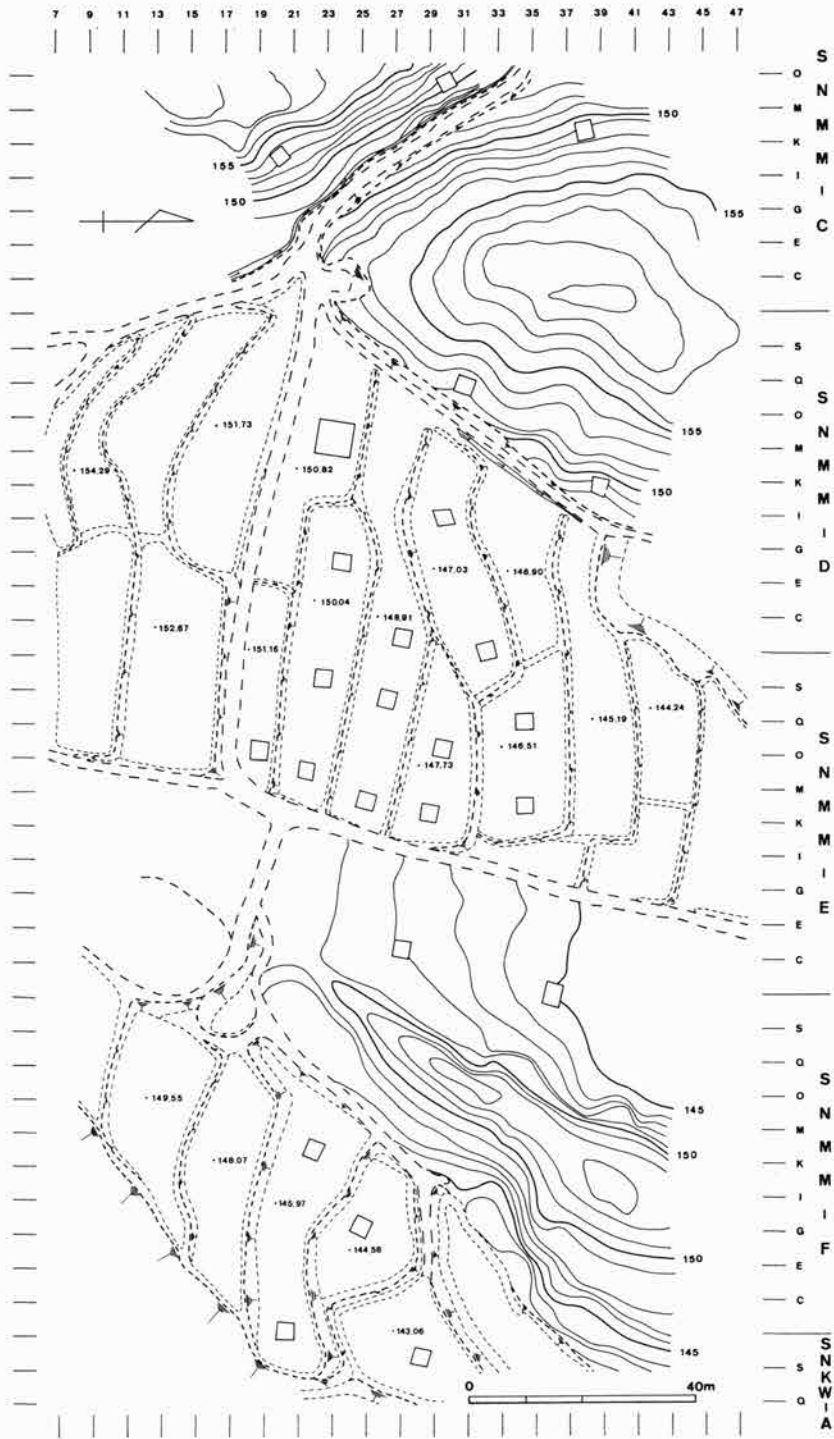 7 9 11 13 15 17 19 21 23 25 27 29 31 33 35 37 39 41 43 45 47
S N M M I C
O
M
K
I
G
E
C
150
155
155
150
S N M M I D
S
Q
O
M
K
I
G
E
C
151.73
155
150.82
154.29
150
147.03
146.90
150.04
148.91
152.67
151.16
S N M M I E
S
Q
O
M
K
I
G
E
C
144.24
145.19
146.51
147.73
S N M M I F
S
Q
O
M
K
I
G
E
C
149.55
145
150
148.07
145.97
144.58
150
143.06
145
S N K W I A
S
Q
0 40m